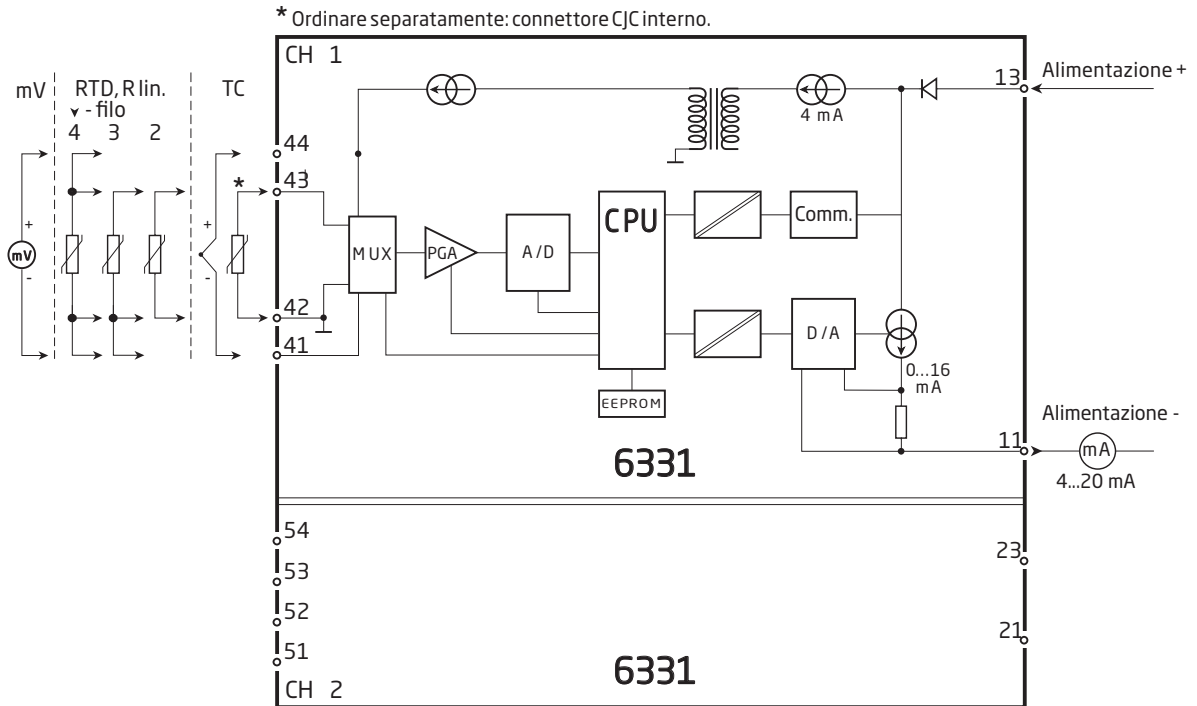 * Ordinare separatamente: connettore CJC interno.
CH 1
mV
RTD, R lin.
- filo
4 3 2
TC
13
Alimentazione +
4 mA
44
*
43
+
mV
-
+
-
MUX
PGA
A/D
CPU
Comm.
42
41
D/A
0...16
mA
EEPROM
Alimentazione -
11
mA
4...20 mA
6331
54
53
52
51
23
21
6331
CH 2